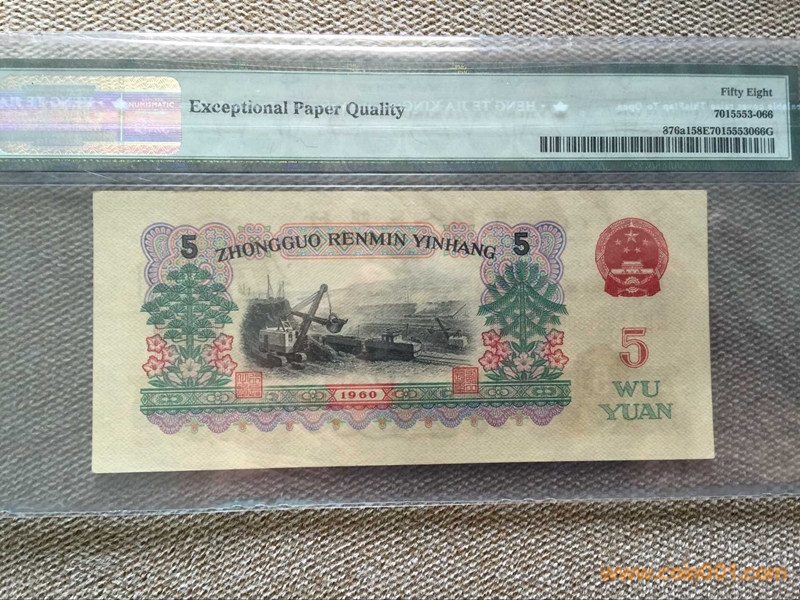 Exceptional Paper Quality
Fifty Eight
7015553-066
876a158E7015553066G
5 ZHONGGUO RENMIN YINHANG 5
1960
5
WU
YUAN
www.coin001.com